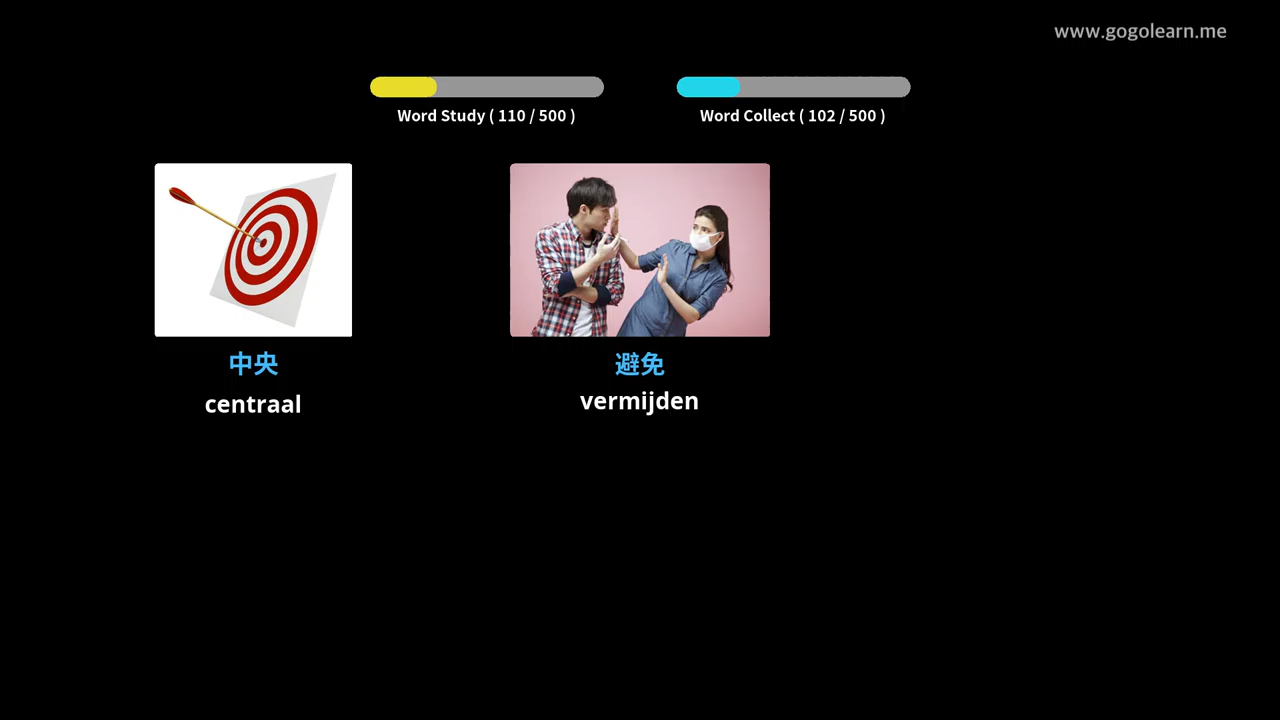 www.gogolearn.me
Word Study ( 110 / 500 )
Word Collect ( 102 / 500 )
中央
centraal
避免
vermijden